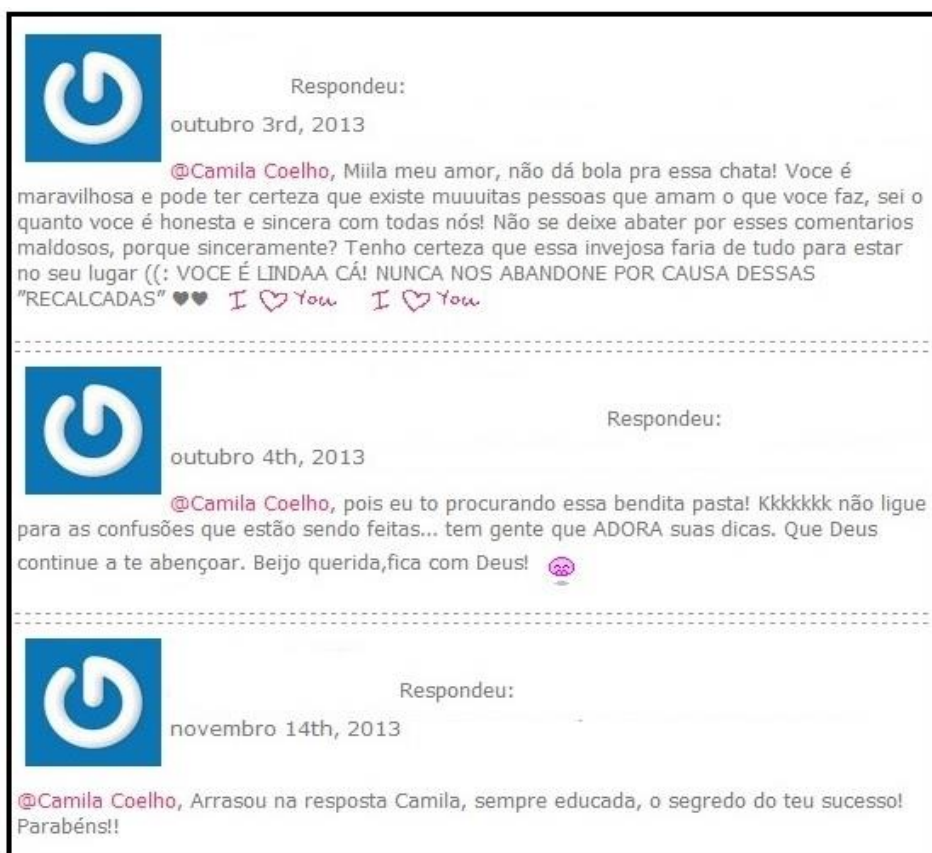 Respondeu:
outubro 3rd, 2013
@Camila Coelho, Miila meu amor, não dá bola pra essa chata! Voce é
maravilhosa e pode ter certeza que existe muuuitas pessoas que amam o que voce faz, sei o
quanto voce é honesta e sincera com todas nós! Não se deixe abater por esses comentarios
maldosos, porque sinceramente? Tenho certeza que essa invejosa faria de tudo para estar
no seu lugar ((: VOCE É LINDAA CÁ! NUNCA NOS ABANDONE POR CAUSA DESSAS
"RECALCADAS" ♥♥ I ♡ You I ♡ You
Respondeu:
outubro 4th, 2013
@Camila Coelho, pois eu to procurando essa bendita pasta! Kkkkkkk não ligue
para as confusões que estão sendo feitas... tem gente que ADORA suas dicas. Que Deus
continue a te abençoar. Beijo querida,fica com Deus!
Respondeu:
novembro 14th, 2013
@Camila Coelho, Arrasou na resposta Camila, sempre educada, o segredo do teu sucesso!
Parabéns!!